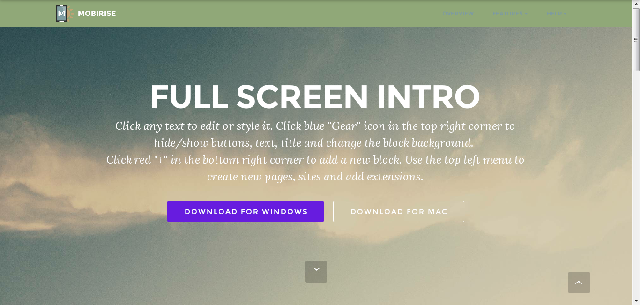 MOBIRISE
FULL SCREEN INTRO
Click any text to edit or style it. Click blue "Gear" icon in the top right corner to
hide/show buttons, text, title and change the block background.
Click red "+" in the bottom right corner to add a new block. Use the top left menu to
create new pages, sites and add extensions.
DOWNLOAD FOR WINDOWS
DOWNLOAD FOR MAC